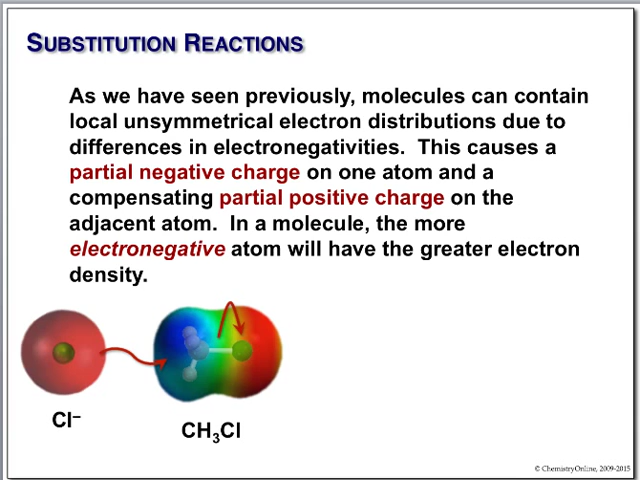 SUBSTITUTION REACTIONS
As we have seen previously, molecules can contain
local unsymmetrical electron distributions due to
differences in electronegativities.  This causes a
partial negative charge on one atom and a
compensating partial positive charge on the
adjacent atom.  In a molecule, the more
electronegative atom will have the greater electron
density.
Cl⁻
CH₃Cl
© ChemistryOnline, 2009-2015